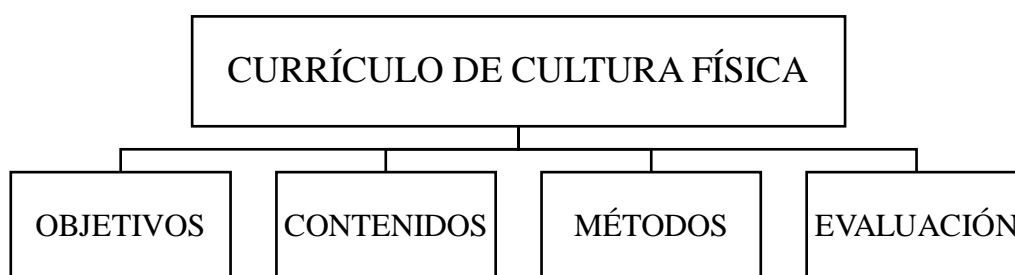 CURRÍCULO DE CULTURA FÍSICA
OBJETIVOS
CONTENIDOS
MÉTODOS
EVALUACIÓN